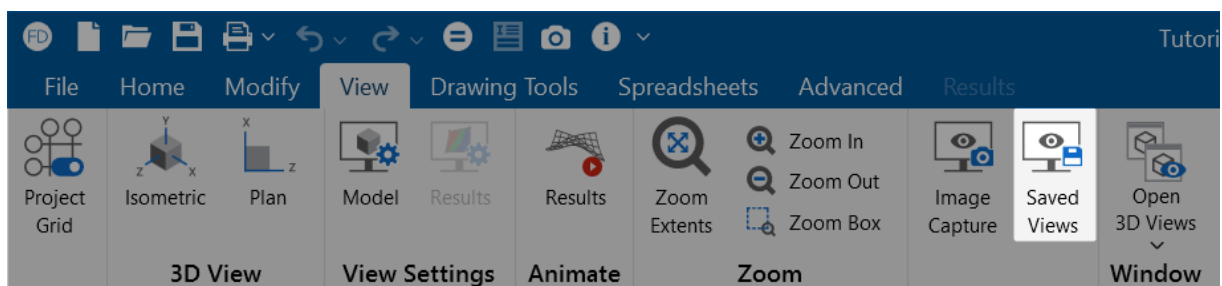 FD
Tutori
File Home Modify View Drawing Tools Spreadsheets Advanced Results
Y
X
Z
X
Z
Zoom In
Zoom Out
Zoom Box
Project
Grid
Isometric
Plan
Model
Results
Results
Zoom
Extents
Image
Capture
Saved
Views
Open
3D Views
3D View View Settings Animate Zoom Window